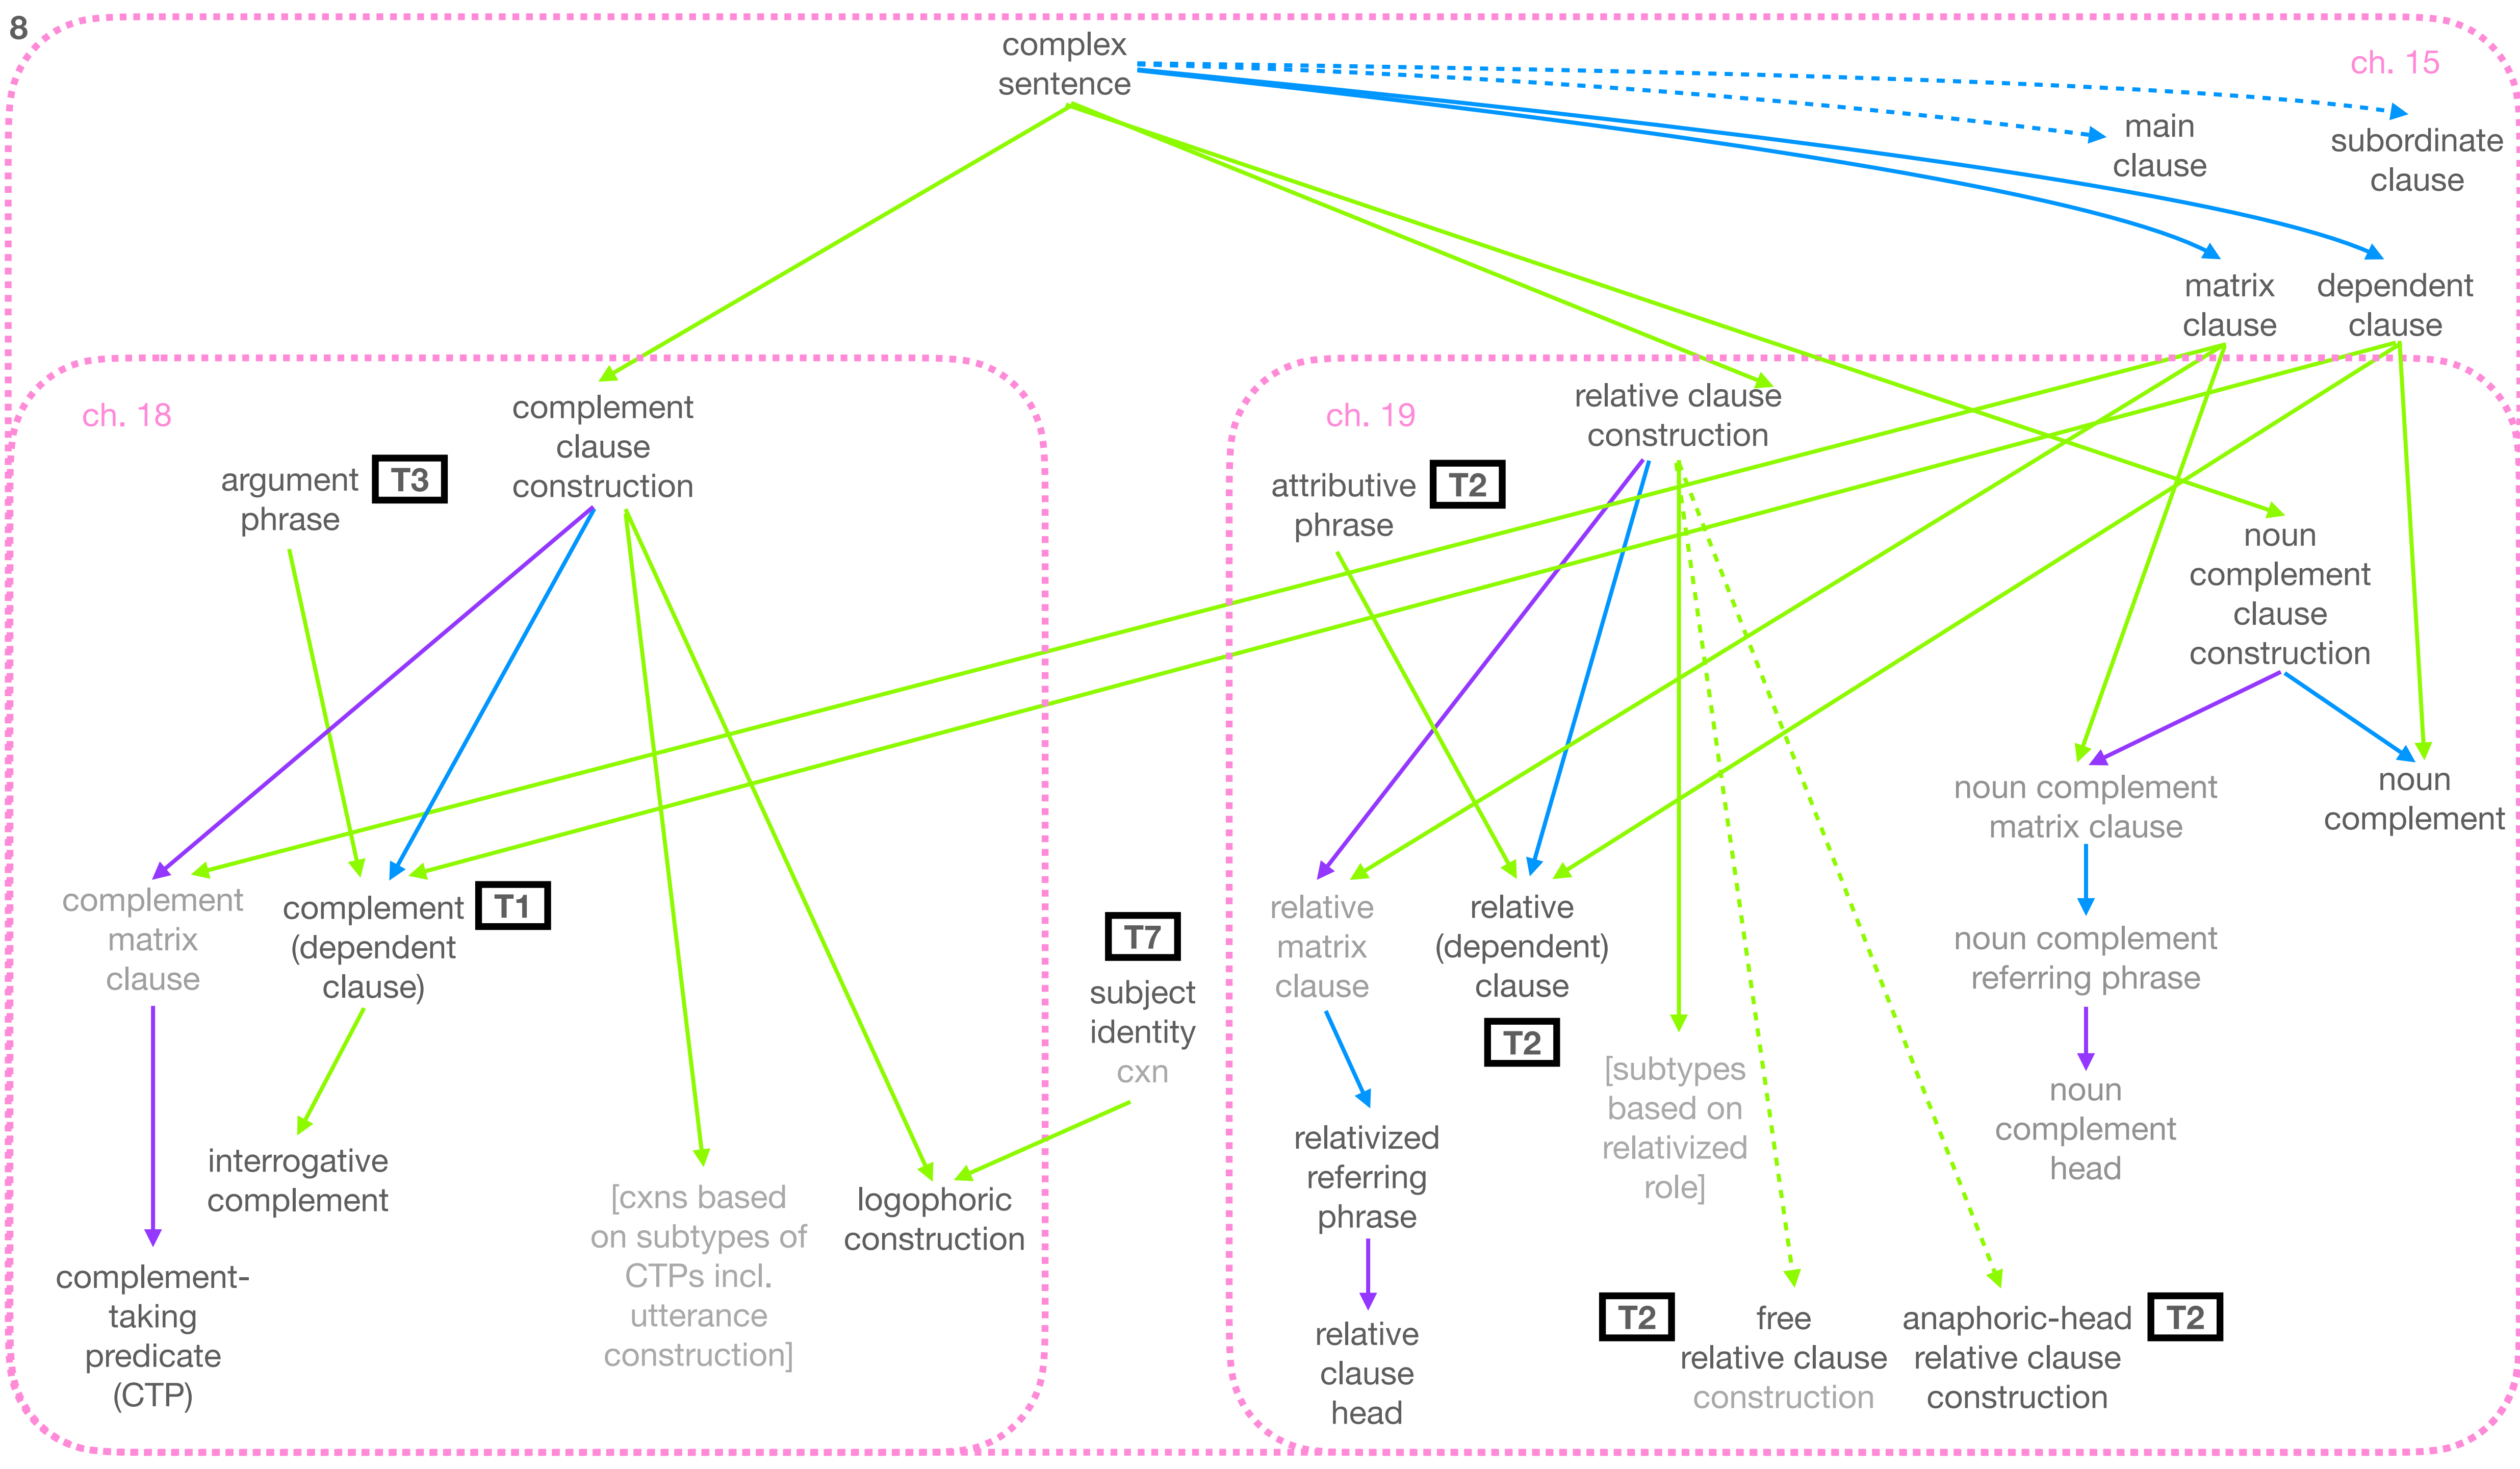 8
complex
sentence
ch. 15
main
clause
subordinate
clause
matrix
clause
dependent
clause
ch. 18
complement
clause
construction
argument
phrase
T3
ch. 19
relative clause
construction
attributive
phrase
T2
noun
complement
clause
construction
noun complement
matrix clause
noun
complement
complement
matrix
clause
complement
(dependent
clause)
T1
T7
subject
identity
cxn
relative
matrix
clause
relative
(dependent)
clause
T2
noun complement
referring phrase
[subtypes
based on
relativized
role]
noun
complement
head
interrogative
complement
relativized
referring
phrase
[cxns based
on subtypes of
CTPs incl.
utterance
construction]
logophoric
construction
complement-
taking
predicate
(CTP)
relative
clause
head
T2
free
relative clause
construction
anaphoric-head
relative clause
construction
T2